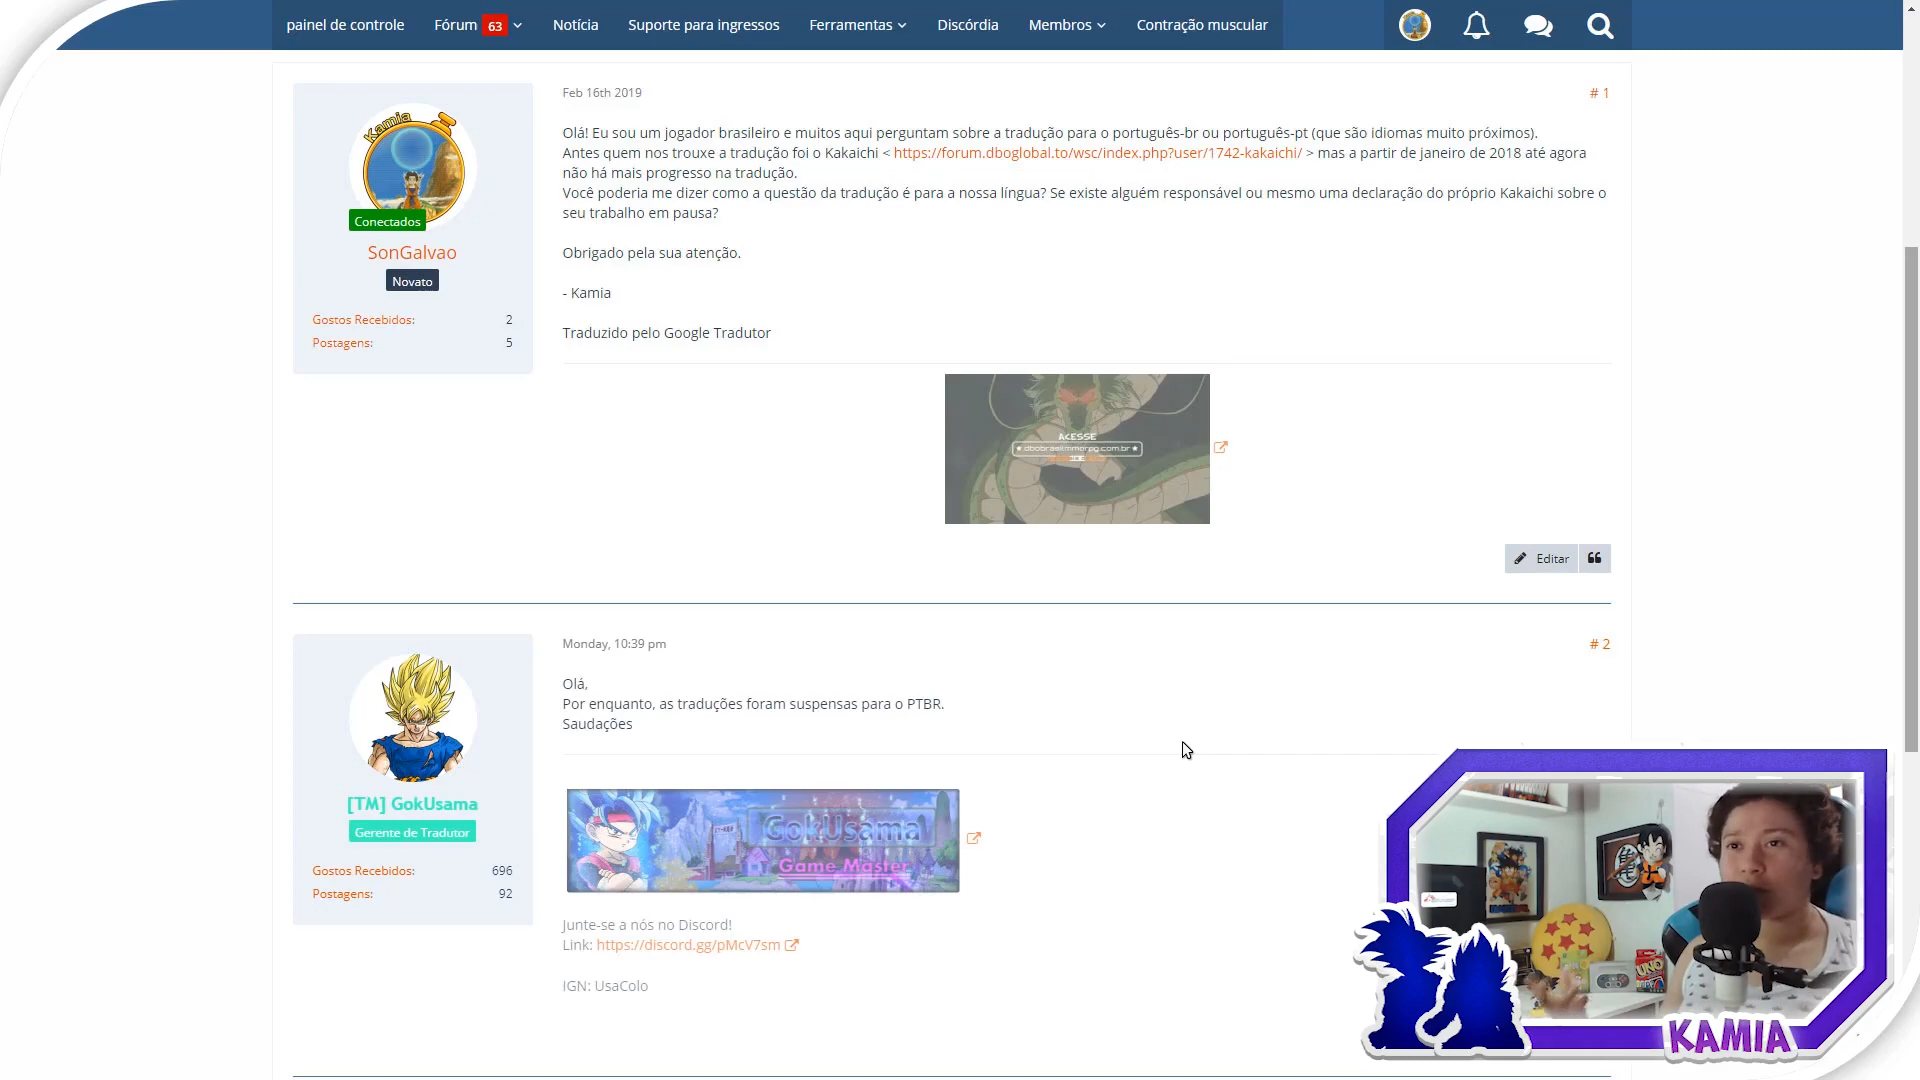 painel de controle
Fórum 63
Notícia
Suporte para ingressos
Ferramentas
Discórdia
Membros
Contração muscular
Kamia
Conectados
SonGalvao
Novato
Gostos Recebidos: 2
Postagens: 5
Feb 16th 2019
# 1
Olá! Eu sou um jogador brasileiro e muitos aqui perguntam sobre a tradução para o português-br ou português-pt (que são idiomas muito próximos).
Antes quem nos trouxe a tradução foi o Kakaichi < https://forum.dboglobal.to/wsc/index.php?user/1742-kakaichi/ > mas a partir de janeiro de 2018 até agora
não há mais progresso na tradução.
Você poderia me dizer como a questão da tradução é para a nossa língua? Se existe alguém responsável ou mesmo uma declaração do próprio Kakaichi sobre o
seu trabalho em pausa?
Obrigado pela sua atenção.
- Kamia
Traduzido pelo Google Tradutor
ACESSE
dbobrasilmmorpg.com.br
Editar
[TM] GokUsama
Gerente de Tradutor
Gostos Recebidos: 696
Postagens: 92
Monday, 10:39 pm
# 2
Olá,
Por enquanto, as traduções foram suspensas para o PTBR.
Saudações
GokUsama
Game Master
Junte-se a nós no Discord!
Link: https://discord.gg/pMcV7sm
IGN: UsaColo
UNO
KAMIA